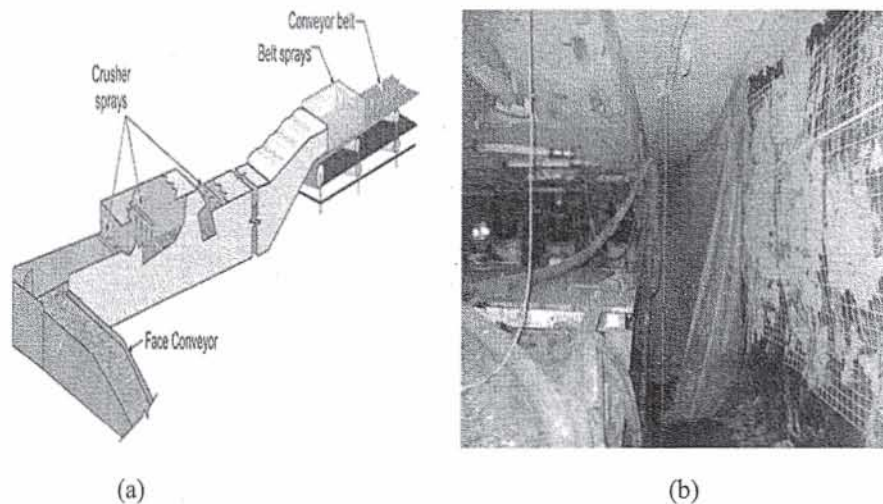 Conveyor belt
Belt sprays
Crusher
sprays
Face Conveyor
(a)
(b)